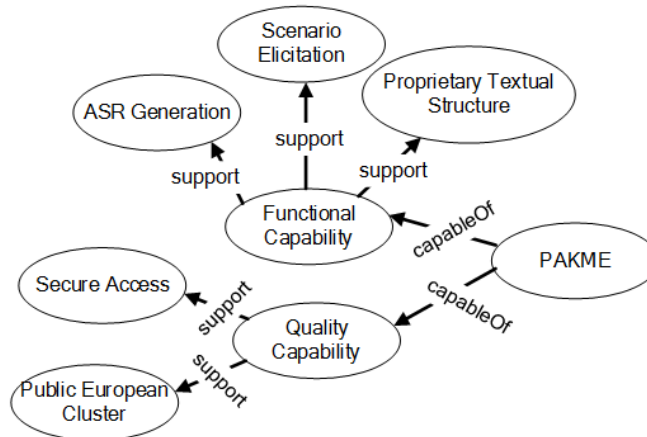 Scenario
Elicitation
Proprietary Textual
Structure
ASR Generation
support
support
support
Functional
Capability
capableOf
PAKME
Secure Access
capableOf
support
Quality
Capability
support
Public European
Cluster